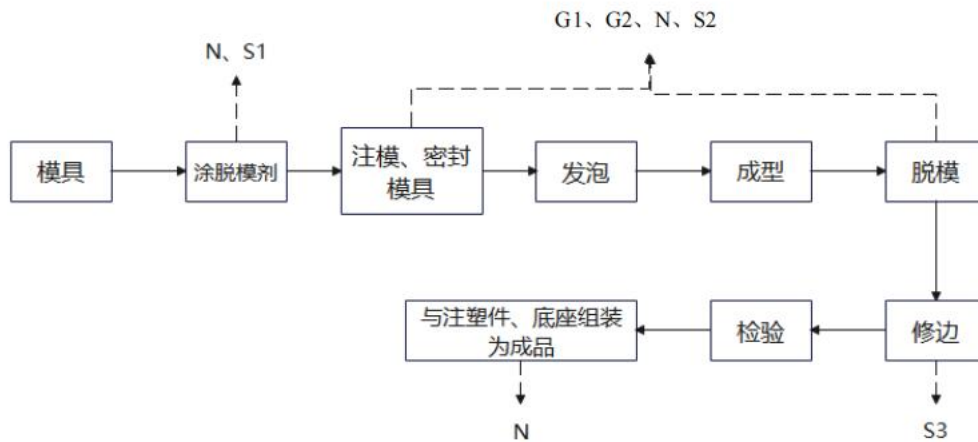 G1、G2、N、S2
N、S1
模具
涂脱模剂
注模、密封
模具
发泡
成型
脱模
与注塑件、底座组装
为成品
检验
修边
N
S3